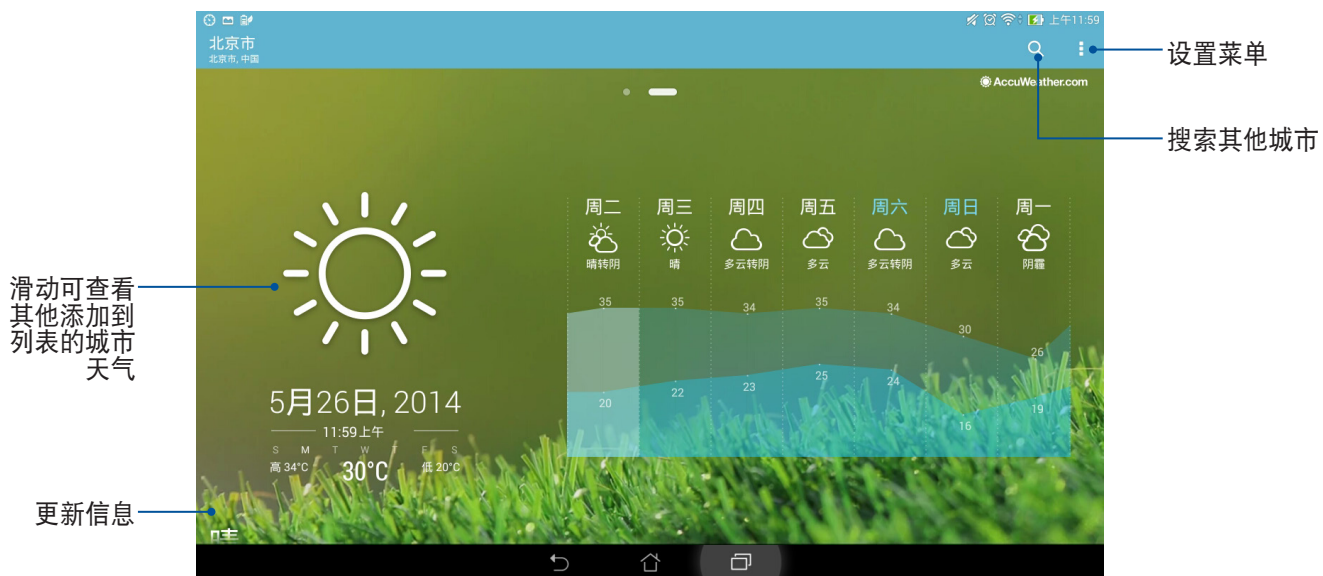 上午11:59
北京市
北京市, 中国
设置菜单
AccuWeather.com
搜索其他城市
周二 周三 周四 周五 周六 周日 周一
晴转阴 晴 多云转阴 多云 多云转阴 多云 阴霾
35 35 34 35 34 30 26
20 22 23 25 24 16 19
滑动可查看
其他添加到
列表的城市
天气
5月26日, 2014
11:59上午
S M T W T F S
高 34°C 30°C 低 20°C
更新信息